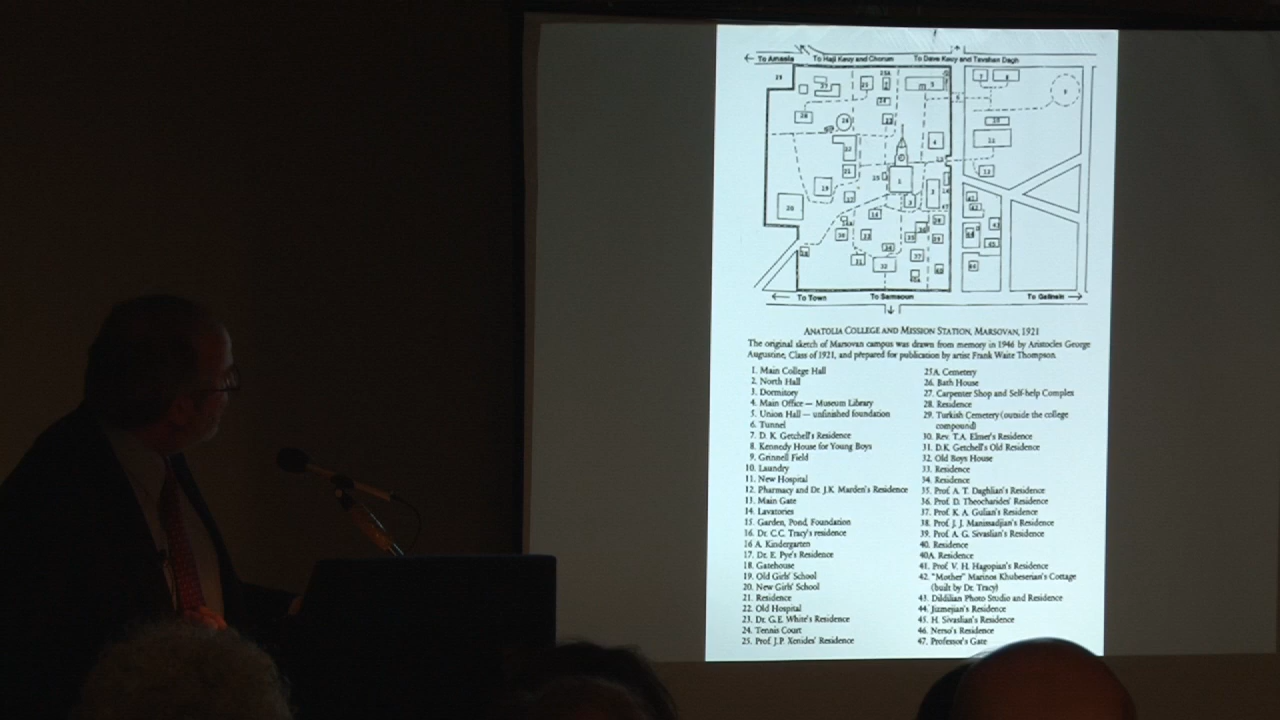 To Amasia
To Haji Keuy and Chorum
To Dava Keuy and Tavshan Dagh
To Town
To Samsoun
ANATOLIA COLLEGE AND MISSION STATION, MARSOVAN, 1921
The original sketch of Marsovan campus was drawn from memory in 1946 by Aristocles George
Augustine, Class of 1921, and prepared for publication by artist Frank Waite Thompson.
1. Main College Hall
2. North Hall
3. Dormitory
4. Main Office — Museum Library
5. Union Hall — unfinished foundation
6. Tunnel
7. D. K. Getchell's Residence
8. Kennedy House for Young Boys
9. Grinnell Field
10. Laundry
11. New Hospital
12. Pharmacy and Dr. J.K. Marden's Residence
13. Main Gate
14. Lavatories
15. Garden, Pond, Foundation
16. Dr. C.C. Tracy's residence
16 A. Kindergarten
17. Dr. E. Pye's Residence
18. Gatehouse
19. Old Girls' School
20. New Girls' School
21. Residence
22. Old Hospital
23. Dr. G.E. White's Residence
24. Tennis Court
25. Prof. J.P. Xenides' Residence
25A. Cemetery
26. Bath House
27. Carpenter Shop and Self-help Complex
28. Residence
29. Turkish Cemetery (outside the college
compound)
30. Rev. T.A. Elmer's Residence
31. D.K. Getchell's Old Residence
32. Old Boys House
33. Residence
34. Residence
35. Prof. A. T. Daghlian's Residence
36. Prof. D. Theocharides' Residence
37. Prof. K. A. Gulian's Residence
38. Prof. J. J. Manimadjian's Residence
39. Prof. A. G. Sivaslian's Residence
40. Residence
40A. Residence
41. Prof. V. H. Hagopian's Residence
42. "Mother" Marinos Khubeserian's Cottage
(built by Dr. Tracy)
43. Dildilian Photo Studio and Residence
44. Jizmejian's Residence
45. H. Sivaslian's Residence
46. Nerso's Residence
47. Professor's Gate